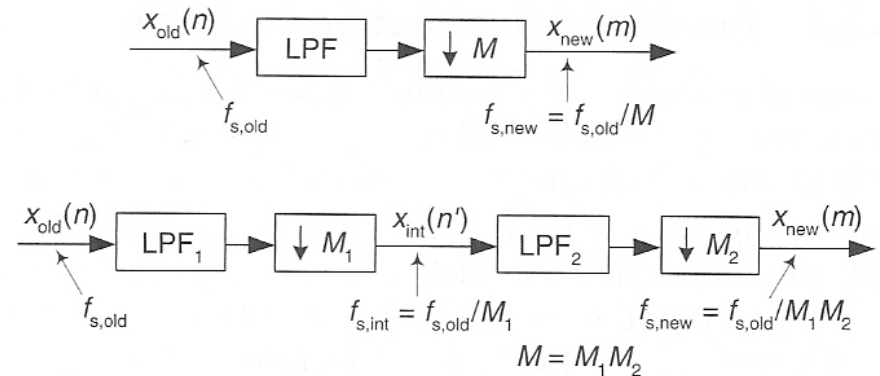 x_old(n)
LPF
↓ M
x_new(m)
f_s,old
f_s,new = f_s,old/M
x_old(n)
LPF_1
↓ M_1
x_int(n')
LPF_2
↓ M_2
x_new(m)
f_s,old
f_s,int = f_s,old/M_1
f_s,new = f_s,old/M_1M_2
M = M_1M_2